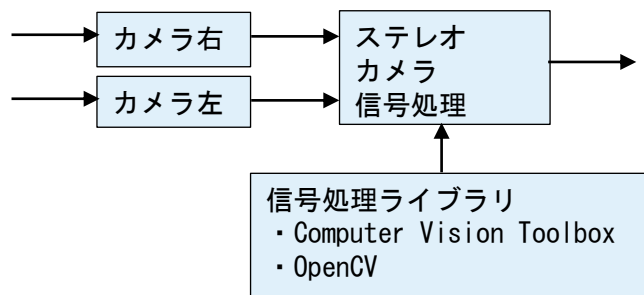 カメラ右
カメラ左
ステレオ
カメラ
信号処理
信号処理ライブラリ
・Computer Vision Toolbox
・OpenCV